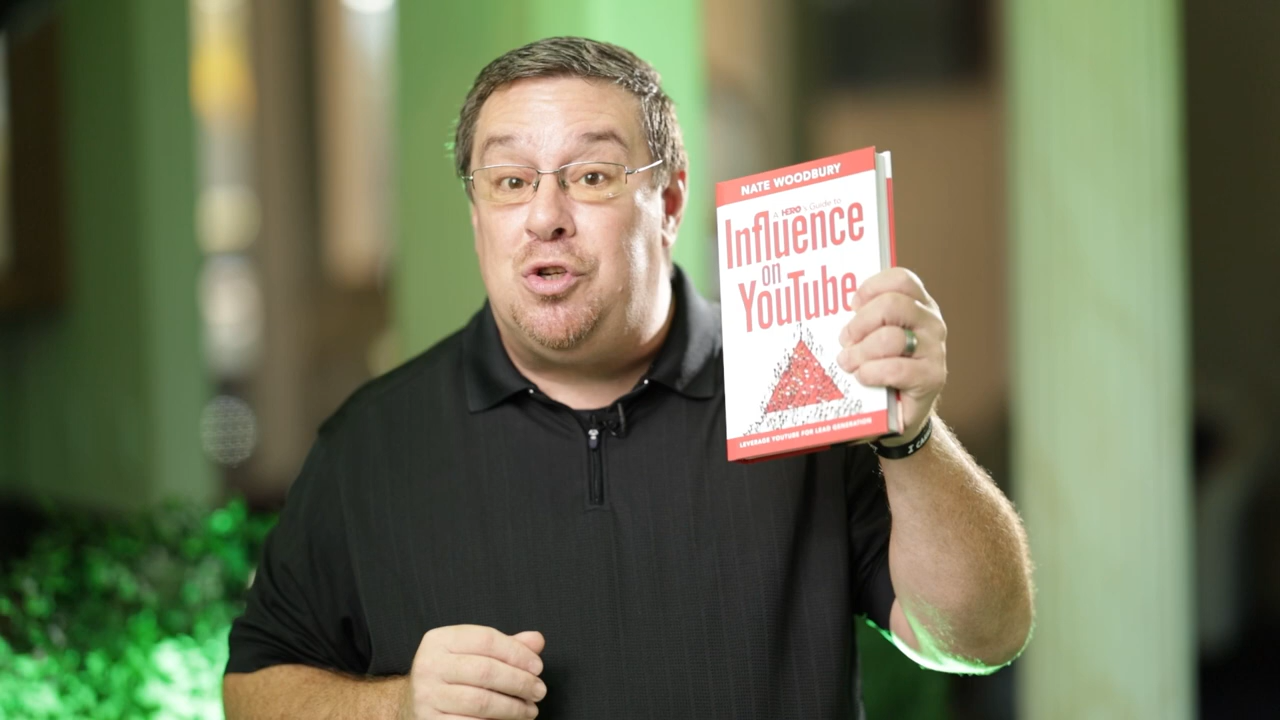 NATE WOODBURY
A HERO's Guide to
Influence
on
YouTube
LEVERAGE YOUTUBE FOR LEAD GENERATION